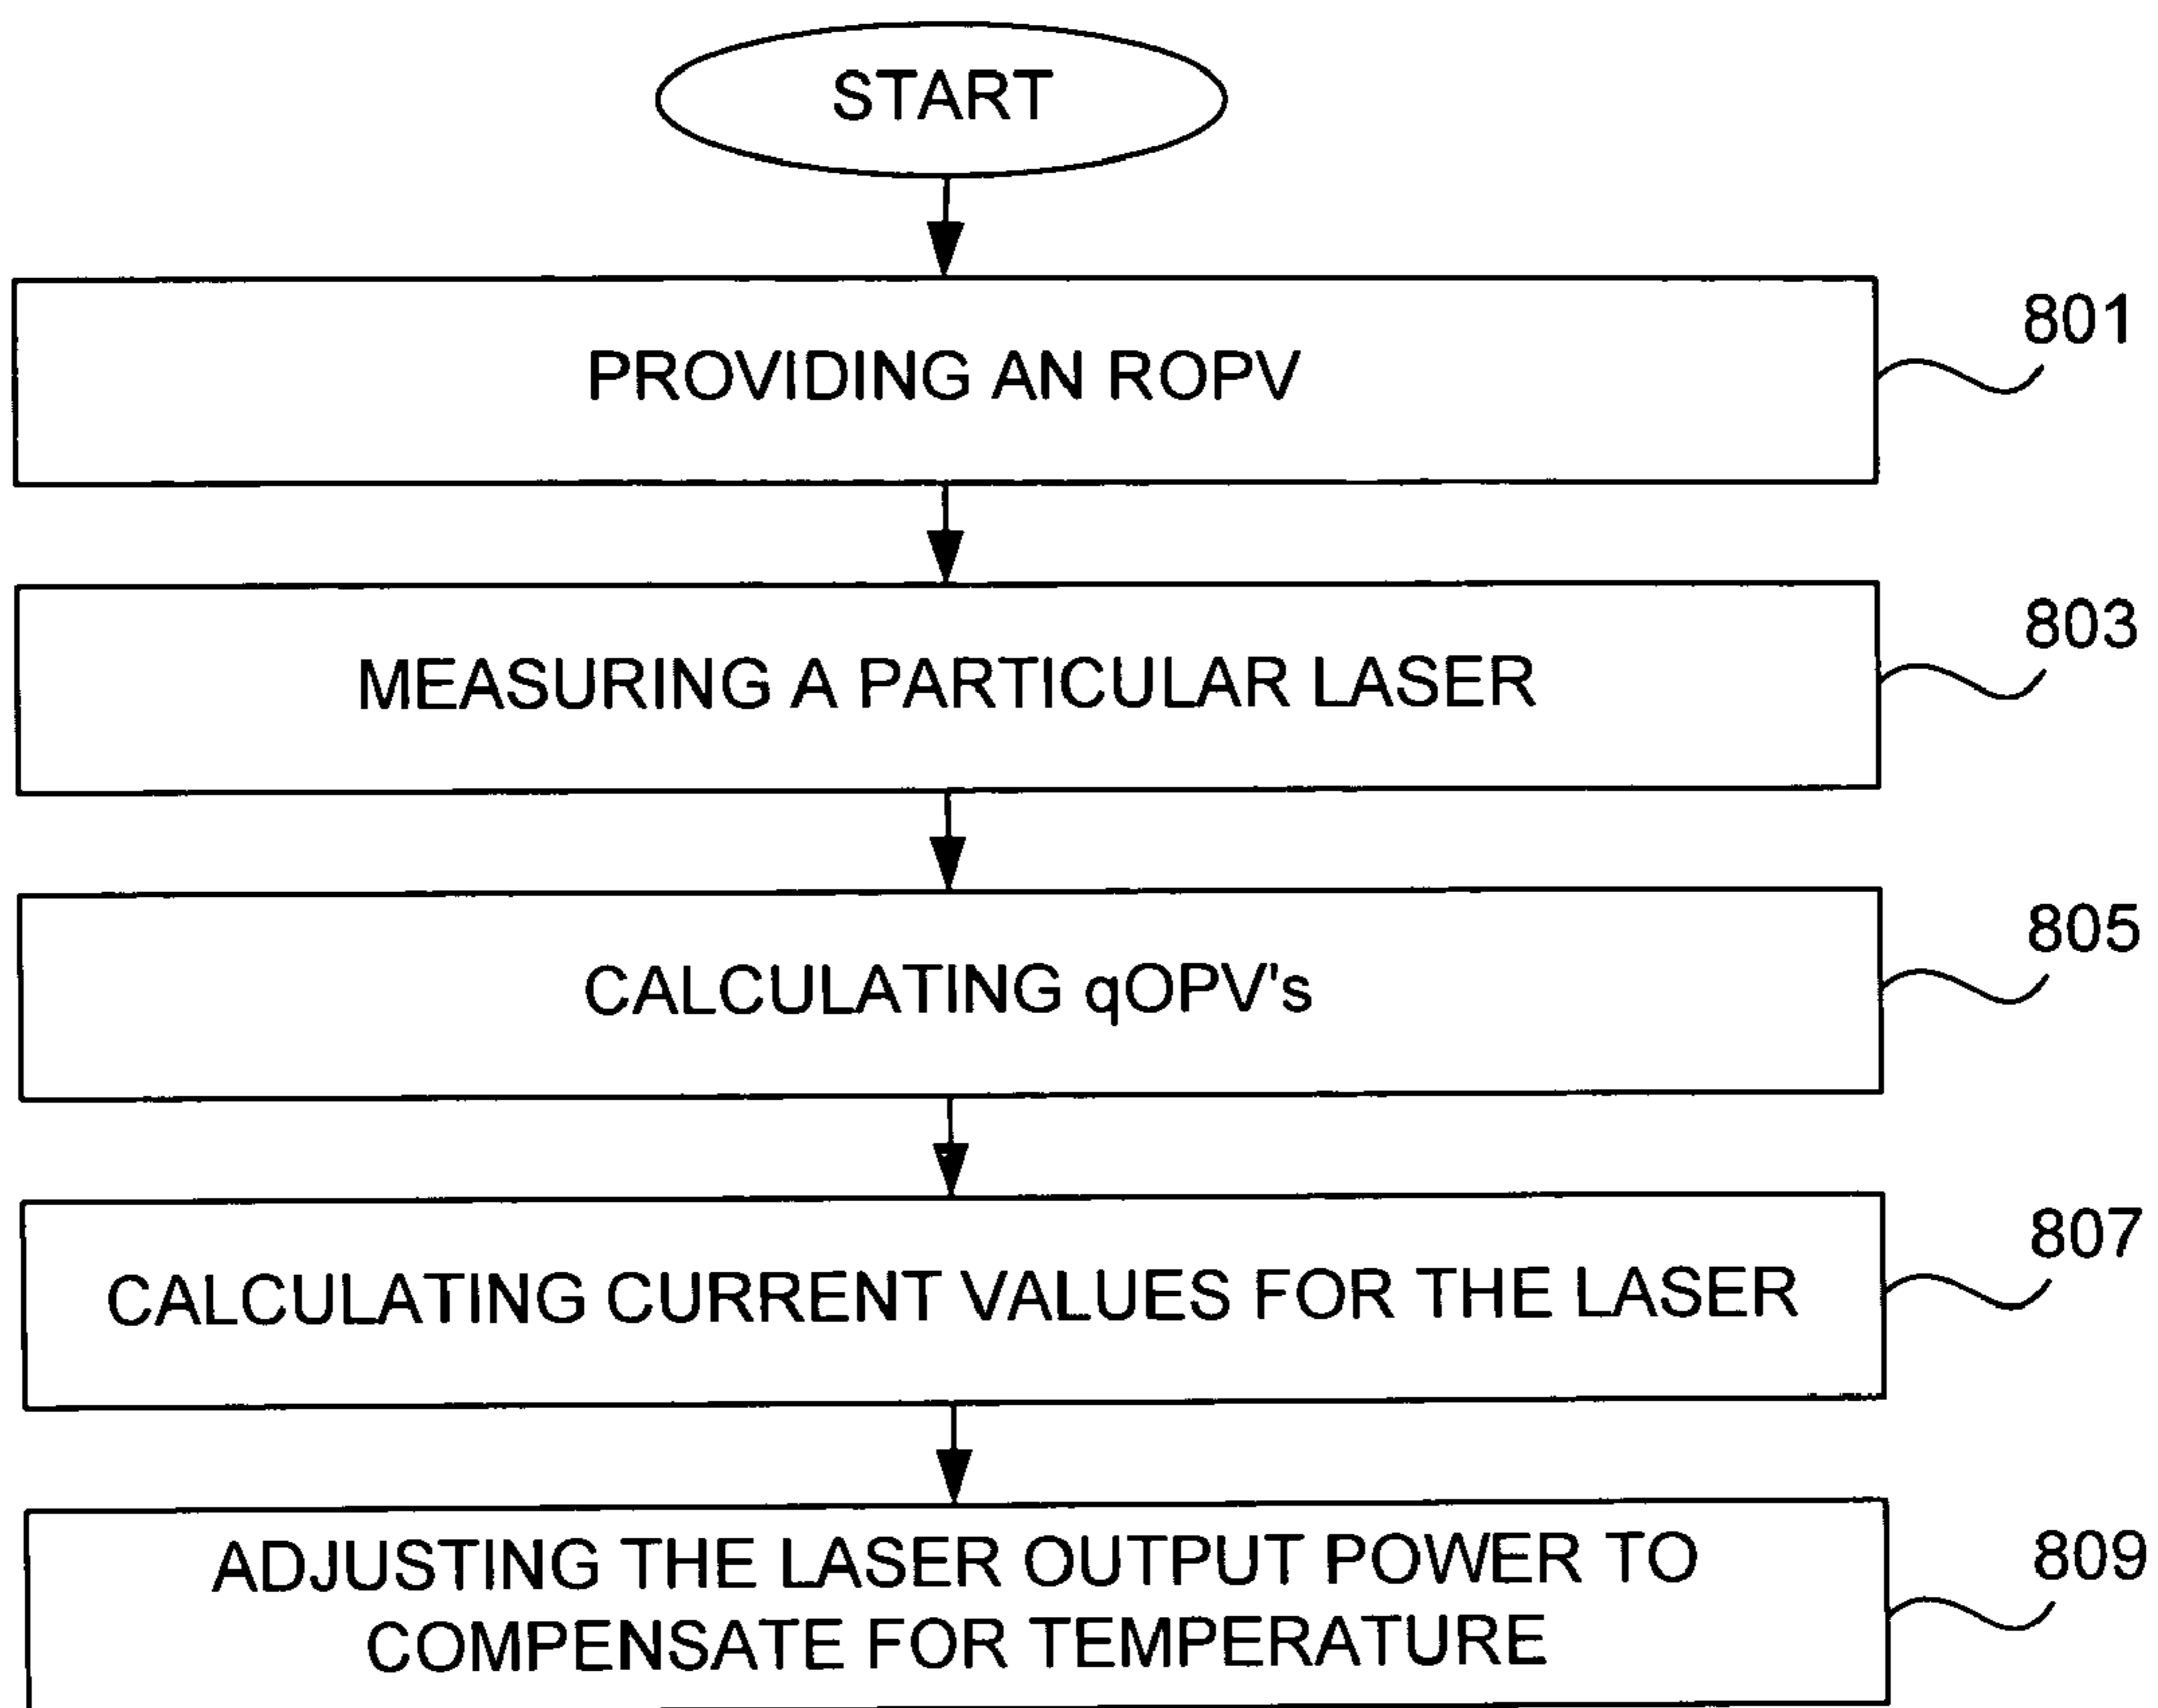 START
PROVIDING AN ROPV
801
MEASURING A PARTICULAR LASER
803
CALCULATING qOPV's
805
CALCULATING CURRENT VALUES FOR THE LASER
807
ADJUSTING THE LASER OUTPUT POWER TO
COMPENSATE FOR TEMPERATURE
809